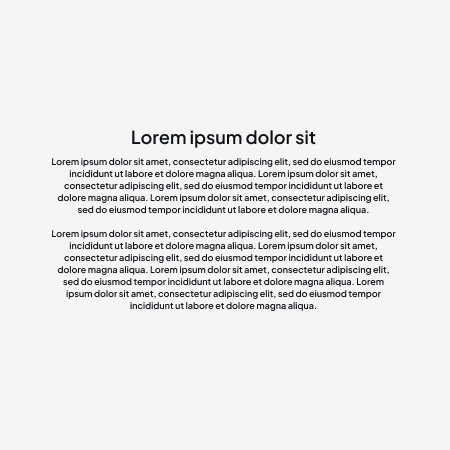 Lorem ipsum dolor sit
Lorem ipsum dolor sit amet, consectetur adipiscing elit, sed do eiusmod tempor
incididunt ut labore et dolore magna aliqua. Lorem ipsum dolor sit amet,
consectetur adipiscing elit, sed do eiusmod tempor incididunt ut labore et
dolore magna aliqua. Lorem ipsum dolor sit amet, consectetur adipiscing elit,
sed do eiusmod tempor incididunt ut labore et dolore magna aliqua.
Lorem ipsum dolor sit amet, consectetur adipiscing elit, sed do eiusmod tempor
incididunt ut labore et dolore magna aliqua. Lorem ipsum dolor sit amet,
consectetur adipiscing elit, sed do eiusmod tempor incididunt ut labore et
dolore magna aliqua. Lorem ipsum dolor sit amet, consectetur adipiscing elit,
sed do eiusmod tempor incididunt ut labore et dolore magna aliqua. Lorem
ipsum dolor sit amet, consectetur adipiscing elit, sed do eiusmod tempor
incididunt ut labore et dolore magna aliqua.